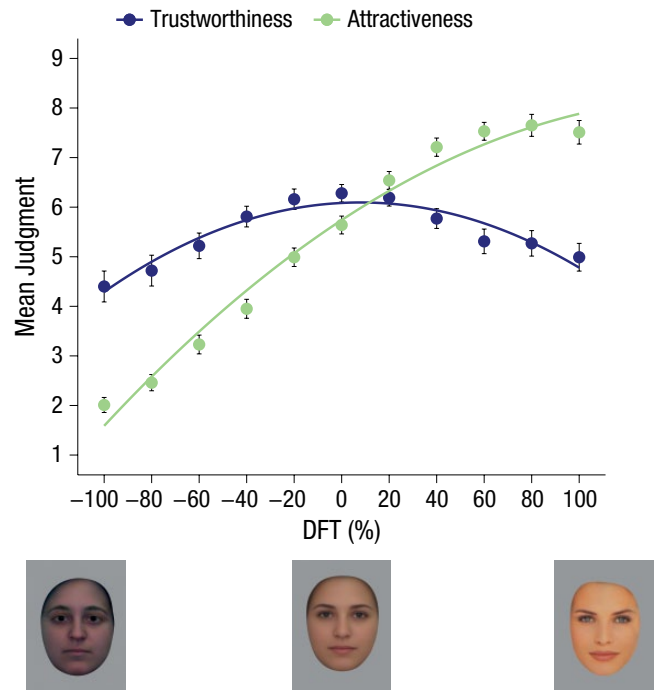 Trustworthiness Attractiveness
9
8
7
6
5
4
3
2
1
Mean Judgment
–100 –80 –60 –40 –20 0 20 40 60 80 100
DFT (%)